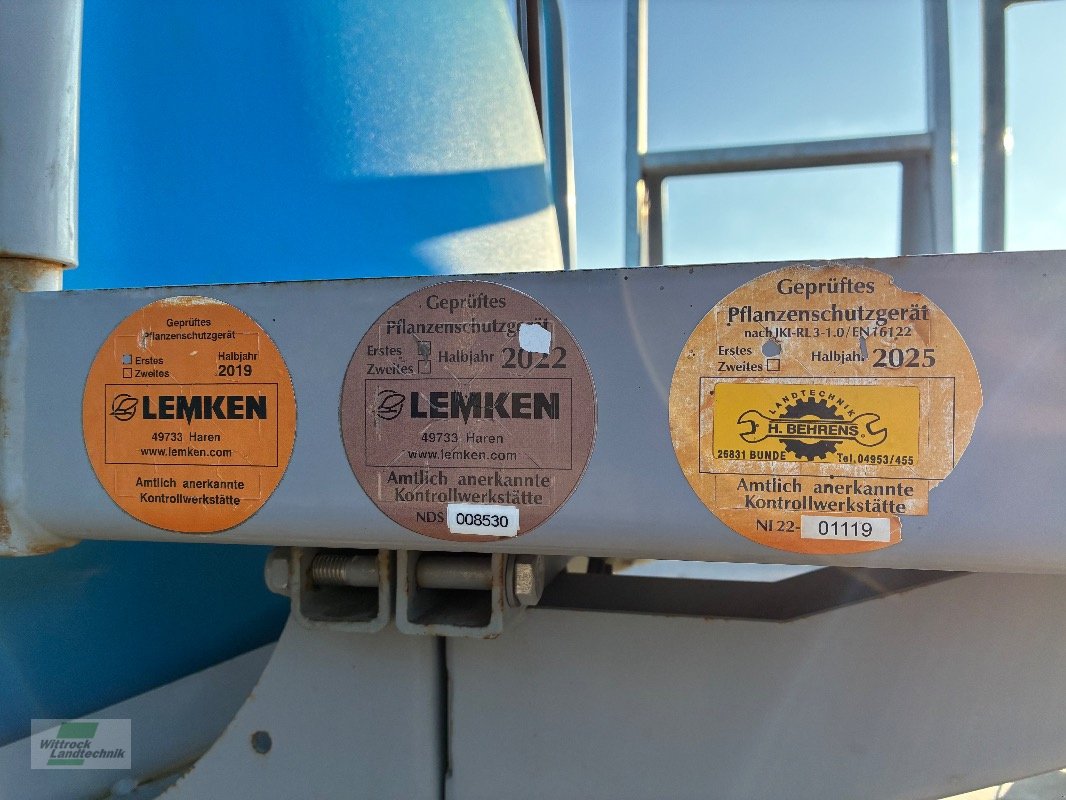 Geprüftes
Pflanzenschutzgerät
Erstes Halbjahr
Zweites 2019
LEMKEN
49733 Haren
www.lemken.com
Amtlich anerkannte
Kontrollwerkstätte
Geprüftes
Pflanzenschutzgerät
Erstes Halbjahr 2022
Zweites
LEMKEN
49733 Haren
www.lemken.com
Amtlich anerkannte
Kontrollwerkstätte
NDS 008530
Geprüftes
Pflanzenschutzgerät
nach JKI-RL 3-1.0/EN 16122
Erstes Halbjahr 2025
Zweites
LANDTECHNIK
H. BEHRENS
26831 BUNDE Tel. 04953/455
Amtlich anerkannte
Kontrollwerkstätte
NI 22- 01119
Wittrock
Landtechnik